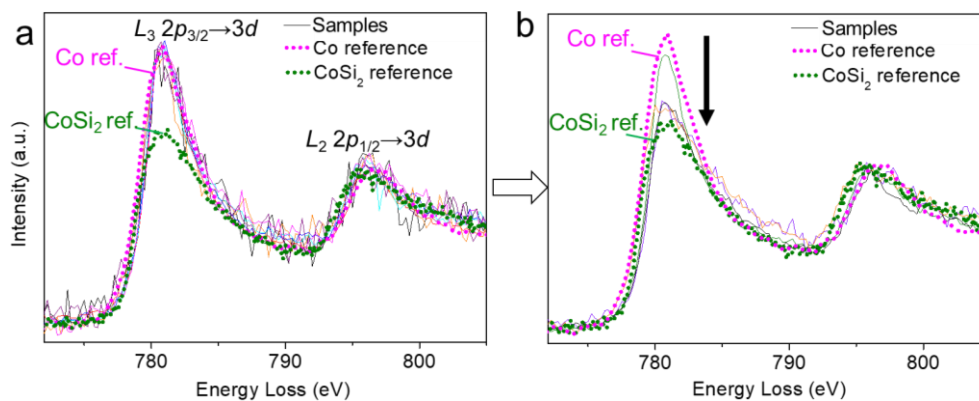 a
L₃ 2p₃/₂→3d
Co ref.
CoSi₂ ref.
Samples
Co reference
CoSi₂ reference
L₂ 2p₁/₂→3d
Intensity (a.u.)
780 790 800
Energy Loss (eV)
b
Co ref.
CoSi₂ ref.
Samples
Co reference
CoSi₂ reference
780 790 800
Energy Loss (eV)